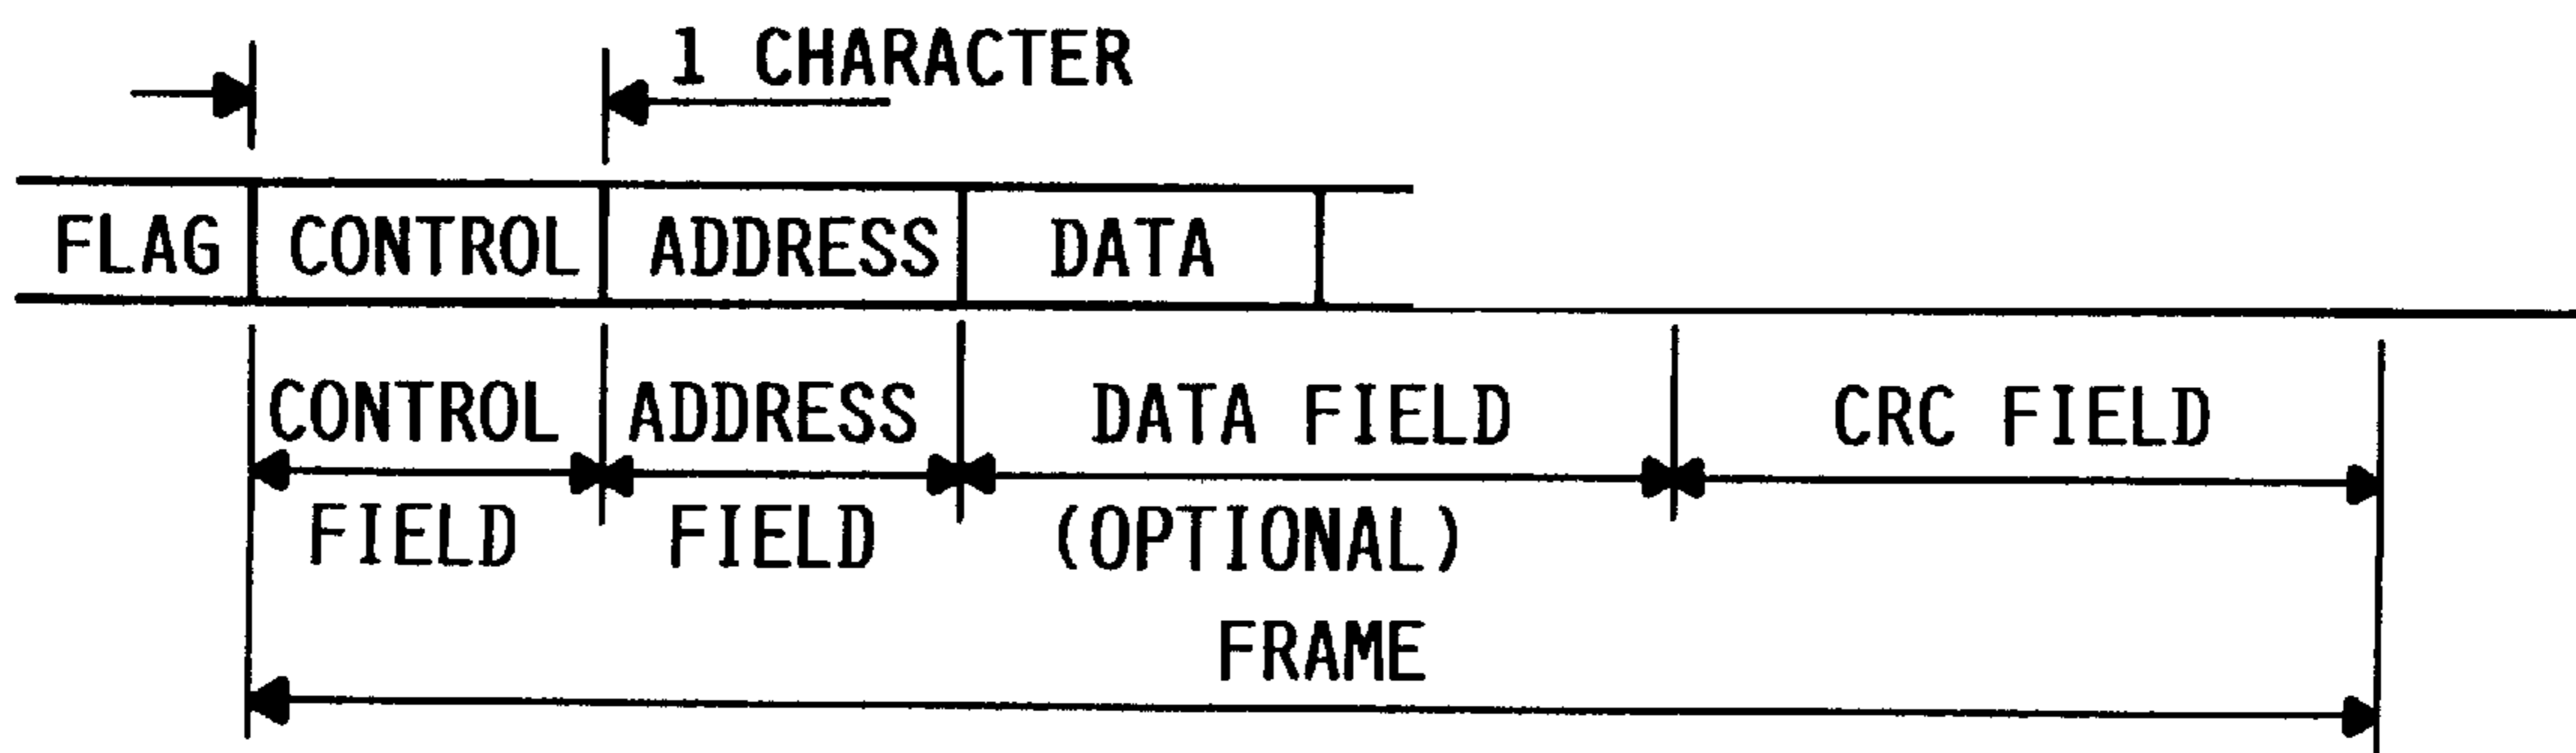 1 CHARACTER
FLAG CONTROL ADDRESS DATA
CONTROL ADDRESS DATA FIELD CRC FIELD
FIELD FIELD (OPTIONAL)
FRAME